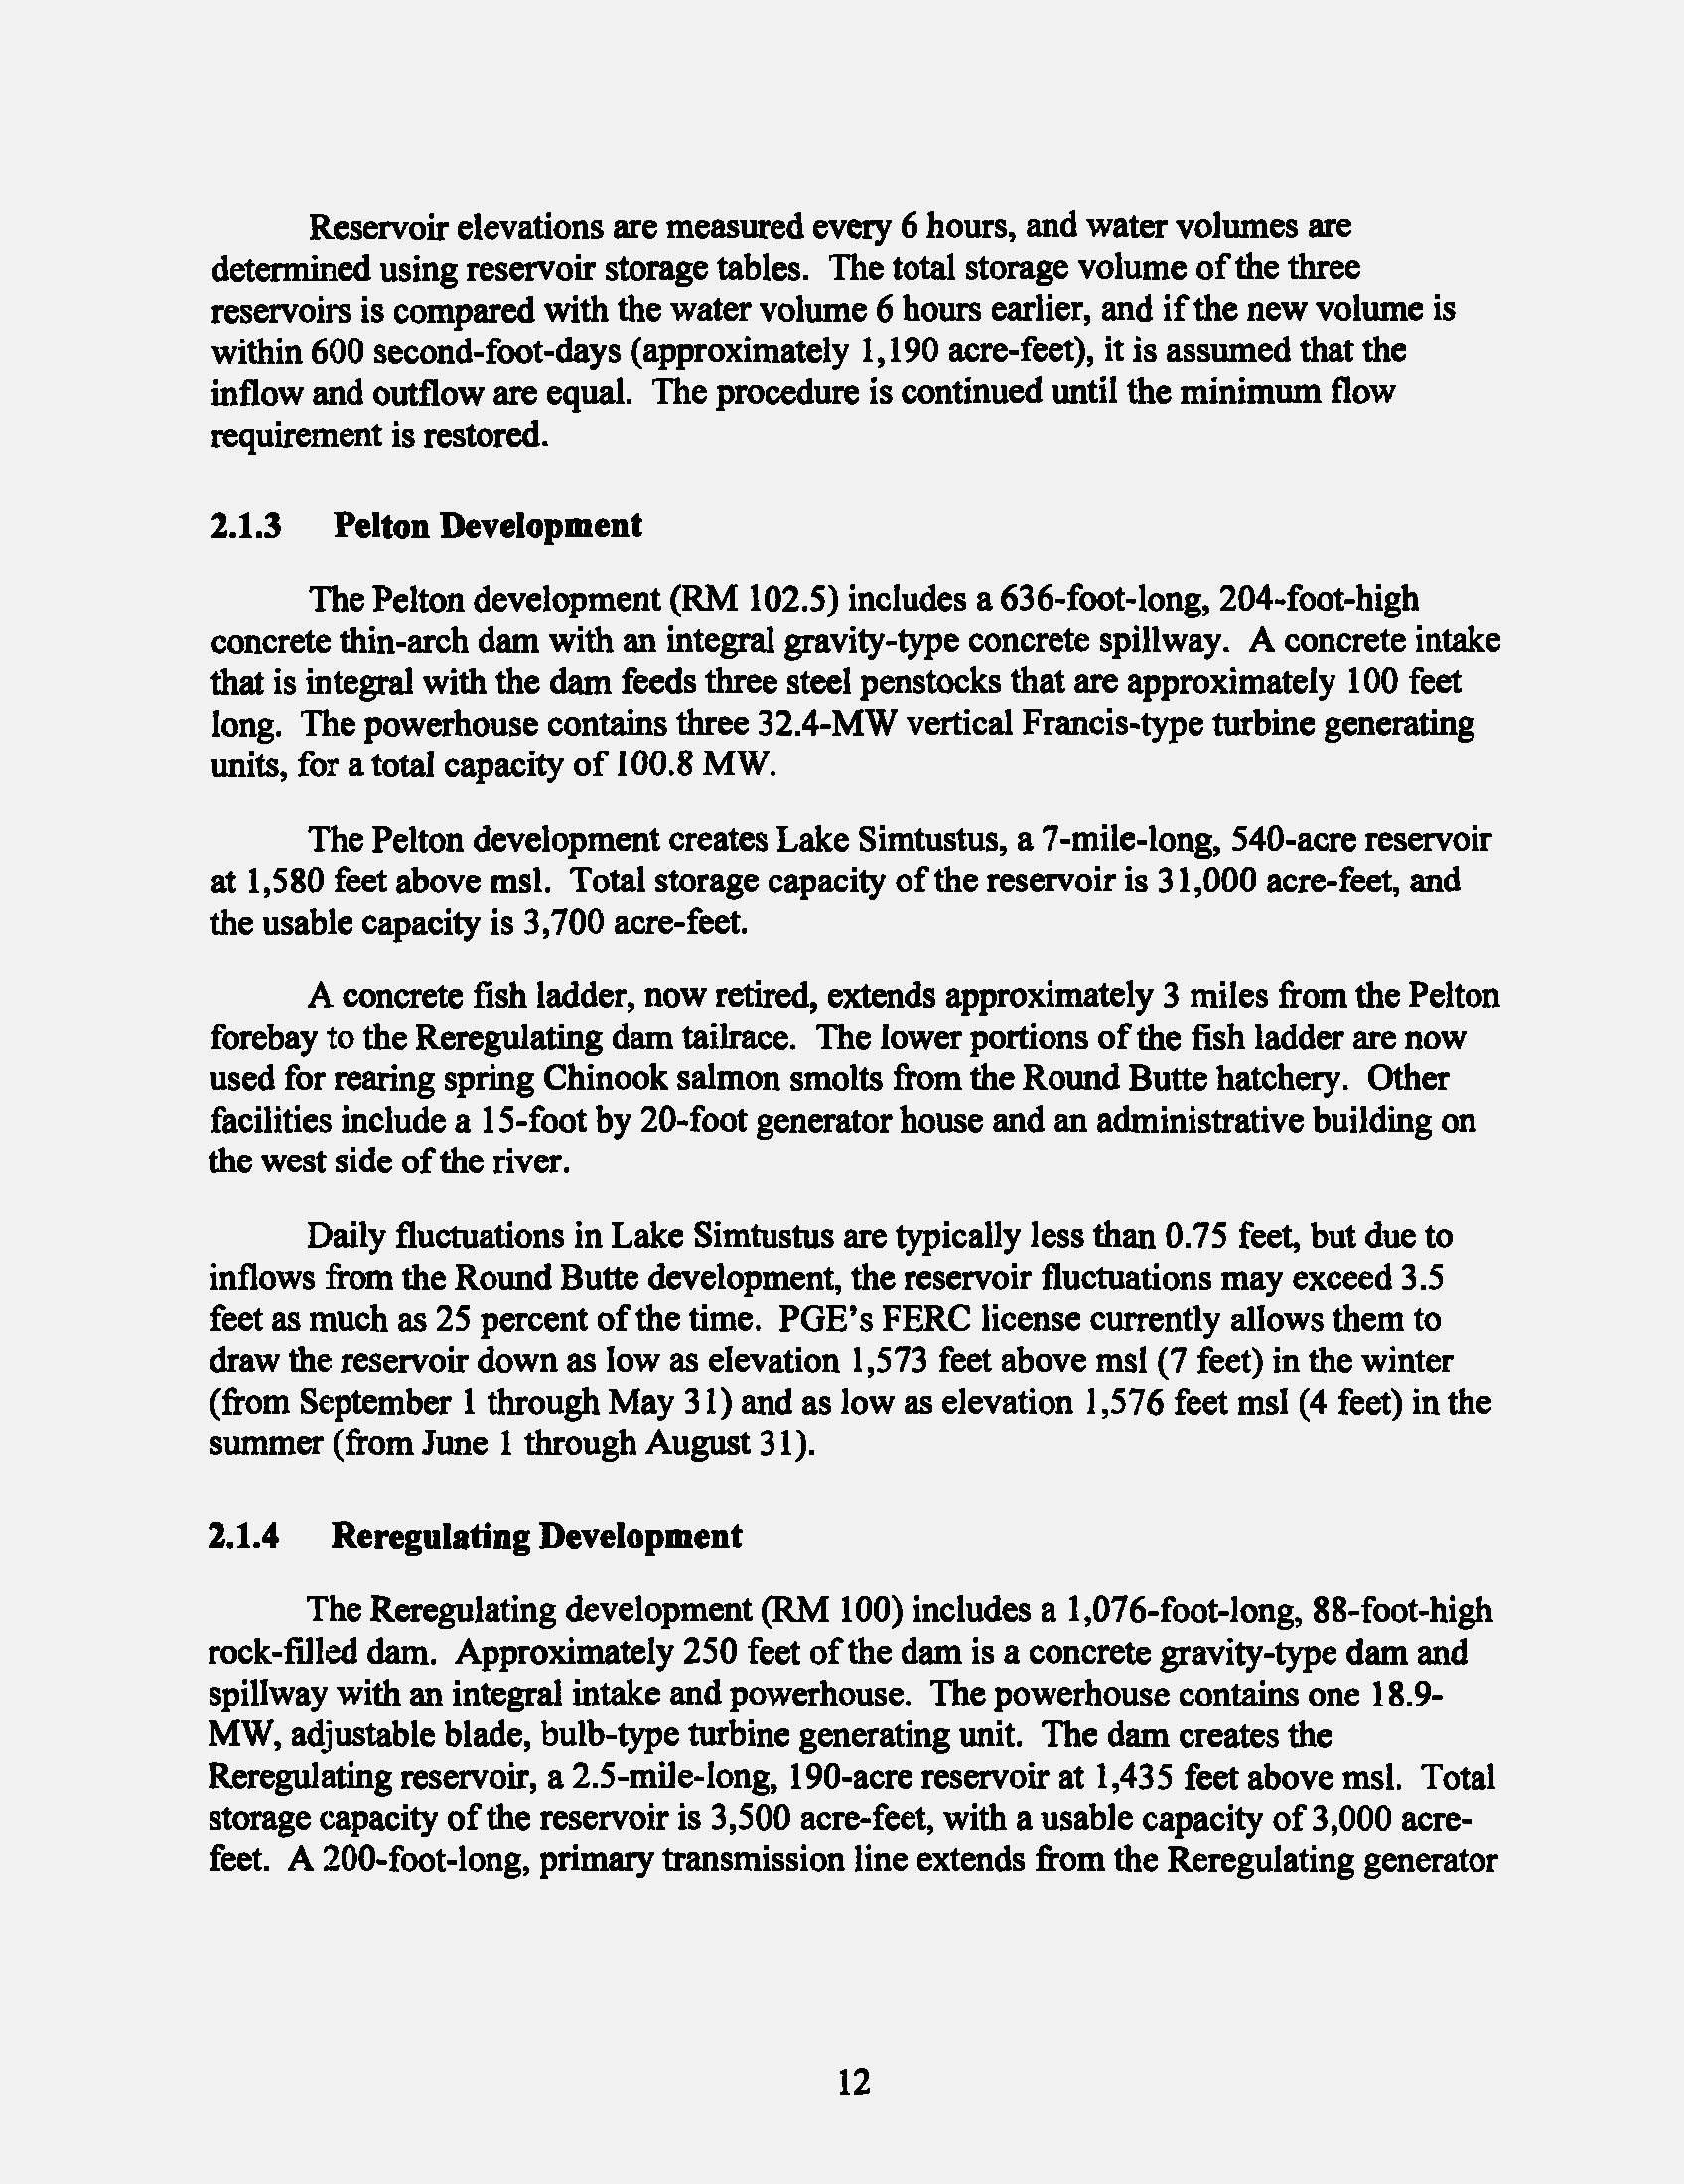 Reservoir elevations are measured every 6 hours, and water volumes are
determined using reservoir storage tables. The total storage volume of the three
reservoirs is compared with the water volume 6 hours earlier, and if the new volume is
within 600 second-foot-days (approximately 1,190 acre-feet), it is assumed that the
inflow and outflow are equal. The procedure is continued until the minimum flow
requirement is restored.
2.1.3 Pelton Development
The Pelton development (RM 102.5) includes a 636-foot-long, 204-foot-high
concrete thin-arch dam with an integral gravity-type concrete spillway. A concrete intake
that is integral with the dam feeds three steel penstocks that are approximately 100 feet
long. The powerhouse contains three 32.4-MW vertical Francis-type turbine generating
units, for a total capacity of 100.8 MW.
The Pelton development creates Lake Simtustus, a 7-mile-long, 540-acre reservoir
at 1,580 feet above msl. Total storage capacity of the reservoir is 31,000 acre-feet, and
the usable capacity is 3,700 acre-feet.
A concrete fish ladder, now retired, extends approximately 3 miles from the Pelton
forebay to the Reregulating dam tailrace. The lower portions of the fish ladder are now
used for rearing spring Chinook salmon smolts from the Round Butte hatchery. Other
facilities include a 15-foot by 20-foot generator house and an administrative building on
the west side of the river.
Daily fluctuations in Lake Simtustus are typically less than 0.75 feet, but due to
inflows from the Round Butte development, the reservoir fluctuations may exceed 3.5
feet as much as 25 percent of the time. PGE's FERC license currently allows them to
draw the reservoir down as low as elevation 1,573 feet above msl (7 feet) in the winter
(from September 1 through May 31) and as low as elevation 1,576 feet msl (4 feet) in the
summer (from June 1 through August 31).
2.1.4 Reregulating Development
The Reregulating development (RM 100) includes a 1,076-foot-long, 88-foot-high
rock-filled dam. Approximately 250 feet of the dam is a concrete gravity-type dam and
spillway with an integral intake and powerhouse. The powerhouse contains one 18.9-
MW, adjustable blade, bulb-type turbine generating unit. The dam creates the
Reregulating reservoir, a 2.5-mile-long, 190-acre reservoir at 1,435 feet above msl. Total
storage capacity of the reservoir is 3,500 acre-feet, with a usable capacity of 3,000 acre-
feet. A 200-foot-long, primary transmission line extends from the Reregulating generator
12